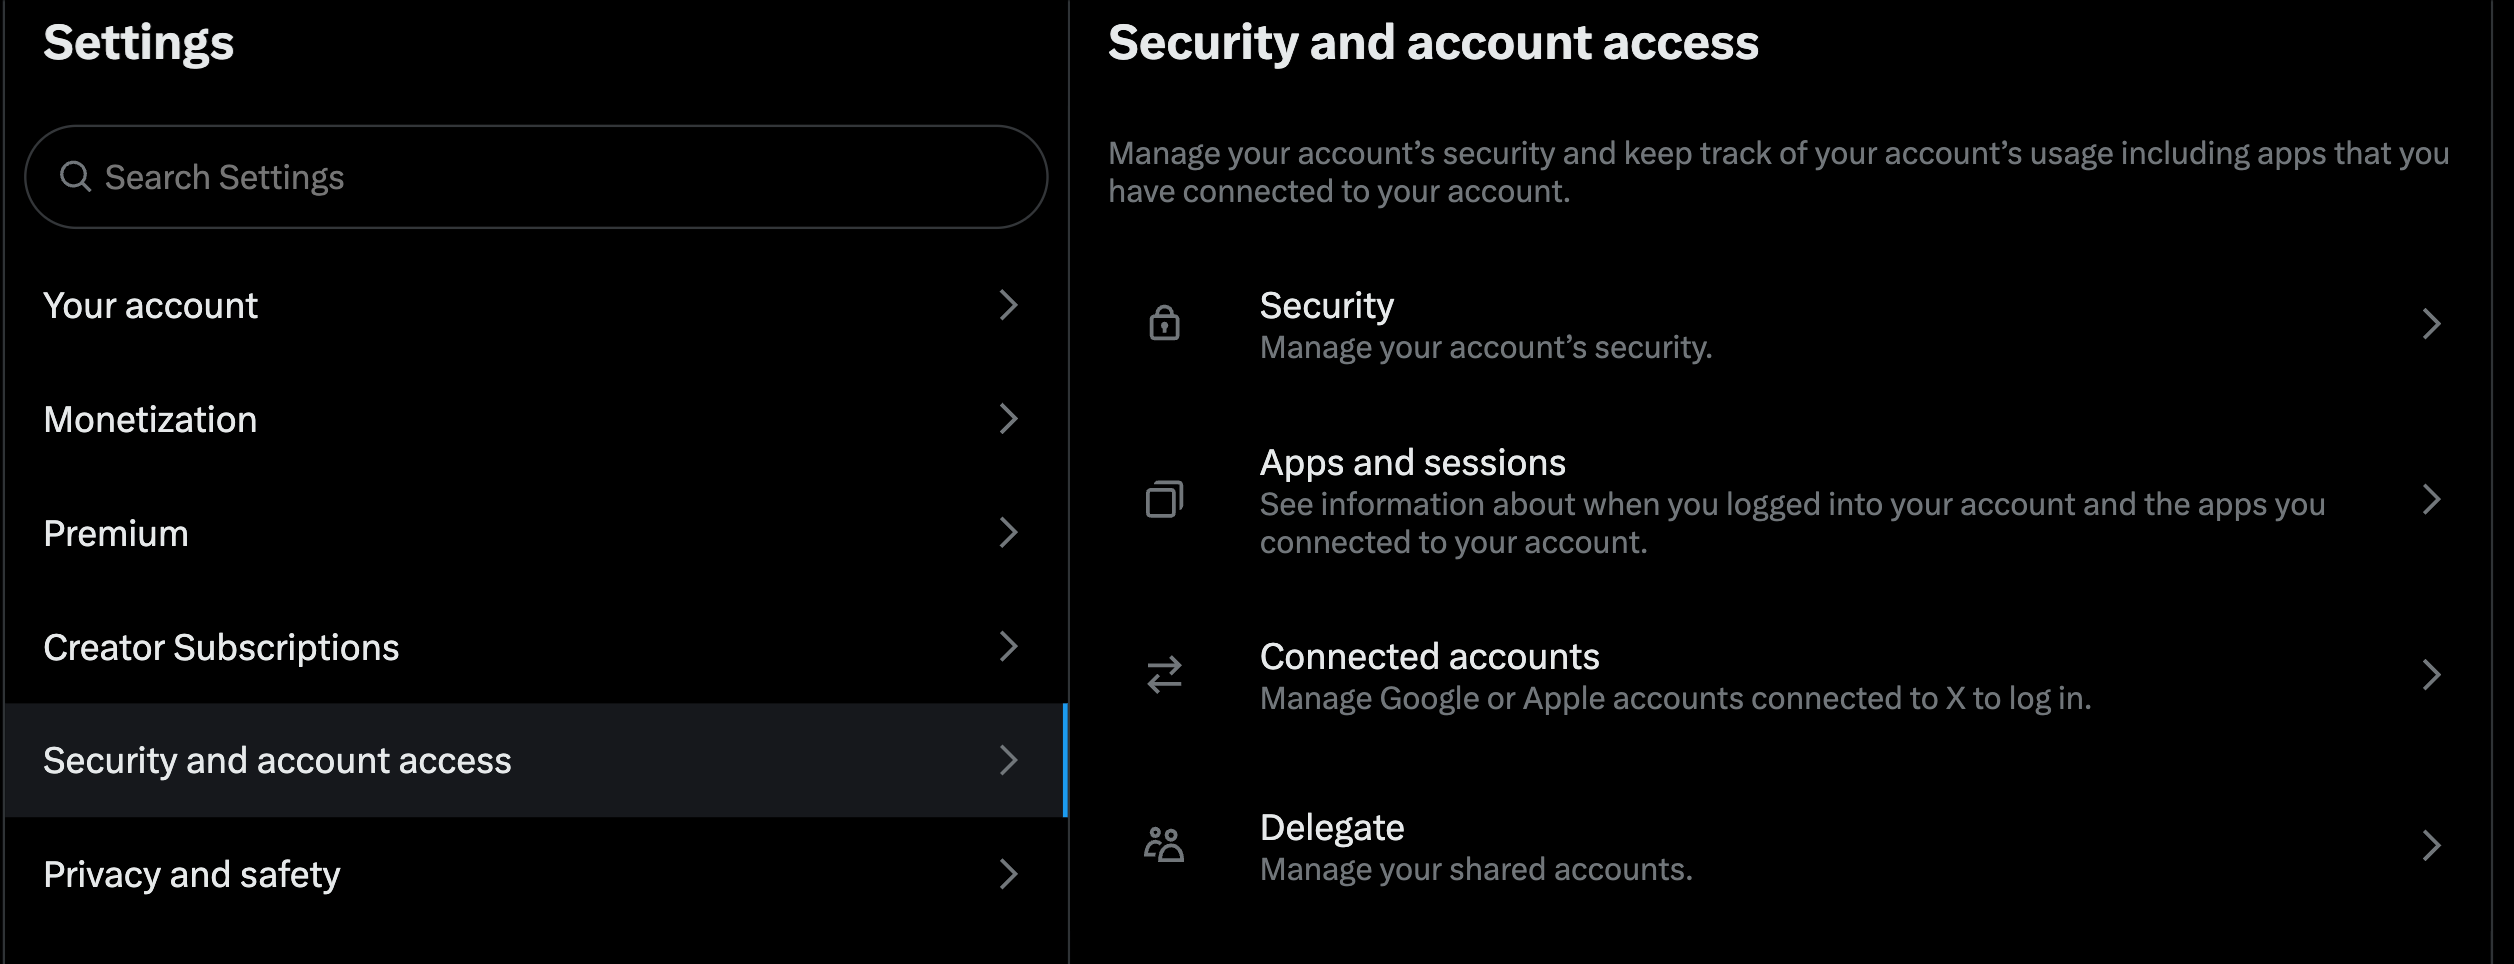 Settings
Search Settings
Your account
Monetization
Premium
Creator Subscriptions
Security and account access
Privacy and safety
Security and account access
Manage your account’s security and keep track of your account’s usage including apps that you
have connected to your account.
Security
Manage your account’s security.
Apps and sessions
See information about when you logged into your account and the apps you
connected to your account.
Connected accounts
Manage Google or Apple accounts connected to X to log in.
Delegate
Manage your shared accounts.